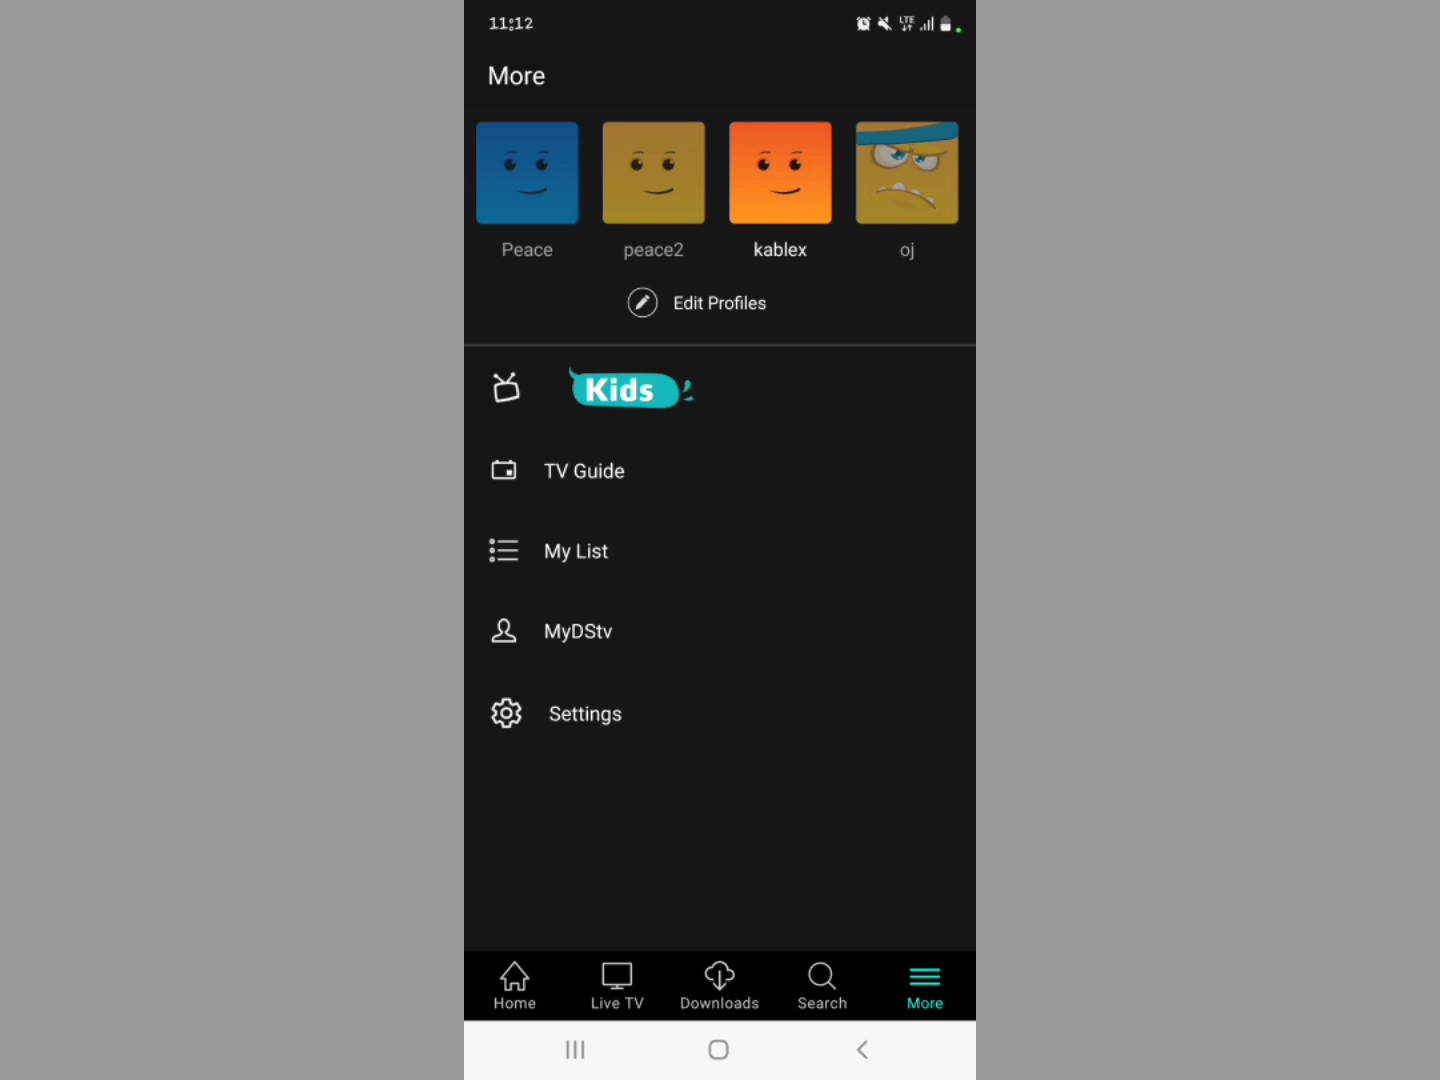 11:12
LTE
More
Peace
peace2
kablex
oj
Edit Profiles
Kids
TV Guide
My List
MyDStv
Settings
Home
Live TV
Downloads
Search
More